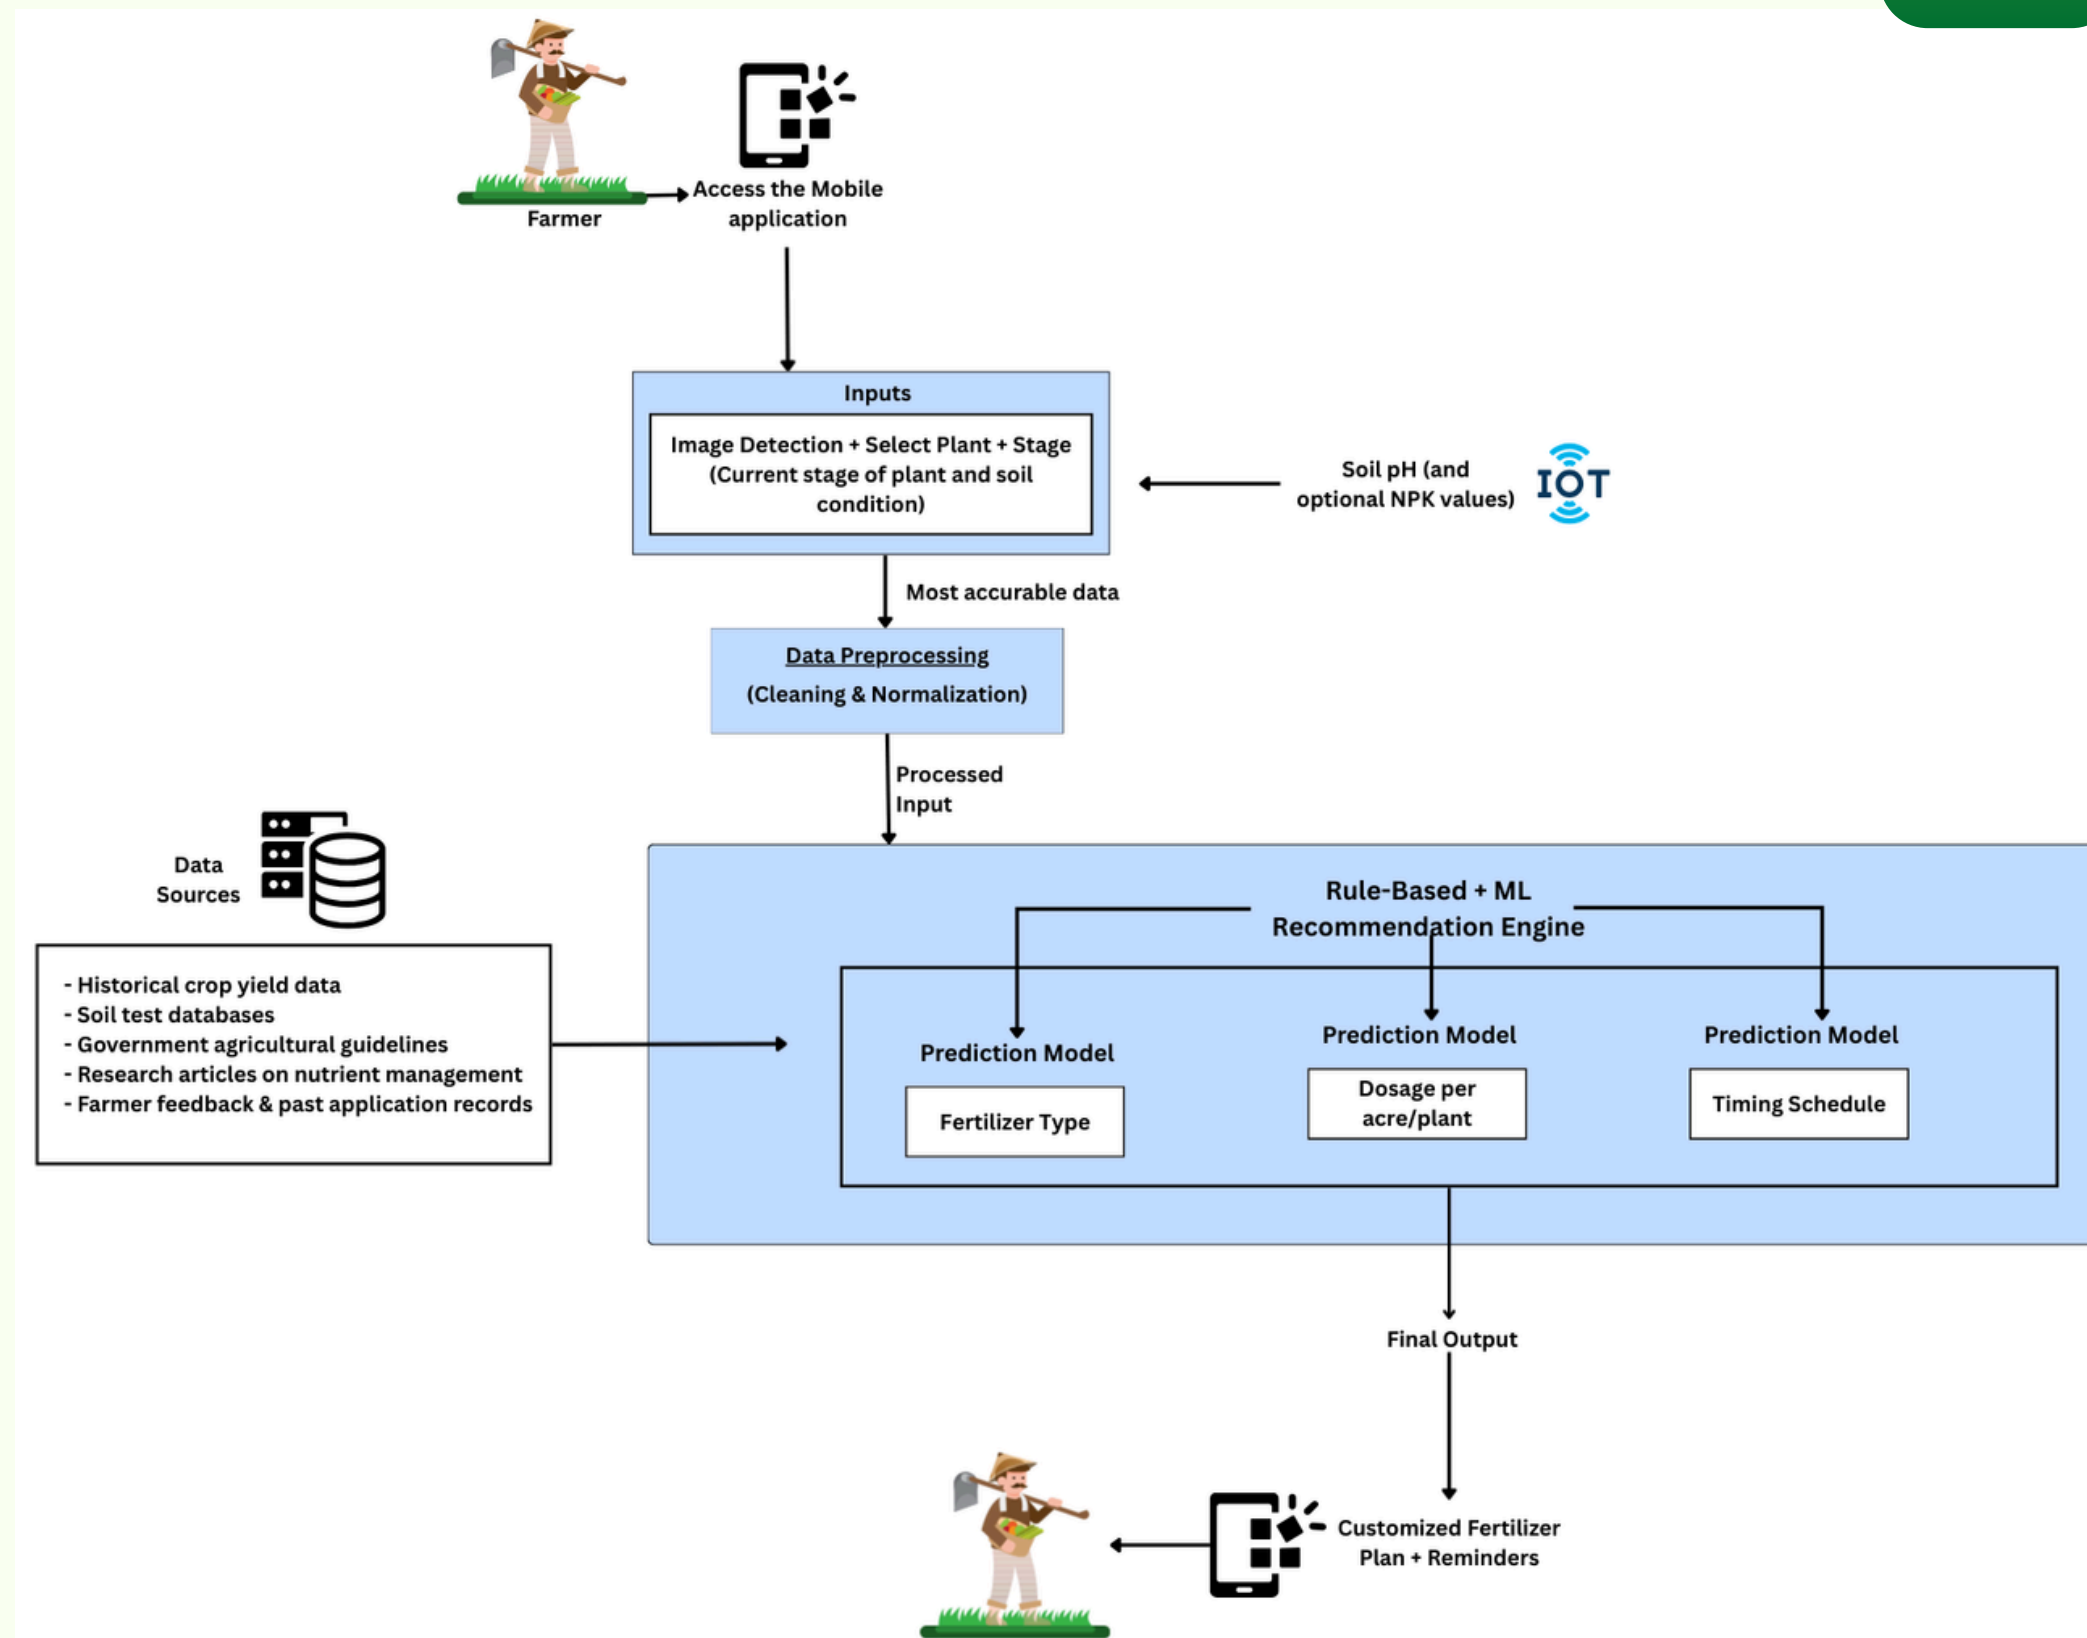 Farmer
Access the Mobile
application
Inputs
Image Detection + Select Plant + Stage
(Current stage of plant and soil
condition)
Soil pH (and
optional NPK values)
IOT
Most accurable data
Data Preprocessing
(Cleaning & Normalization)
Processed
Input
Data
Sources
- Historical crop yield data
- Soil test databases
- Government agricultural guidelines
- Research articles on nutrient management
- Farmer feedback & past application records
Rule-Based + ML
Recommendation Engine
Prediction Model
Fertilizer Type
Prediction Model
Dosage per
acre/plant
Prediction Model
Timing Schedule
Final Output
Customized Fertilizer
Plan + Reminders